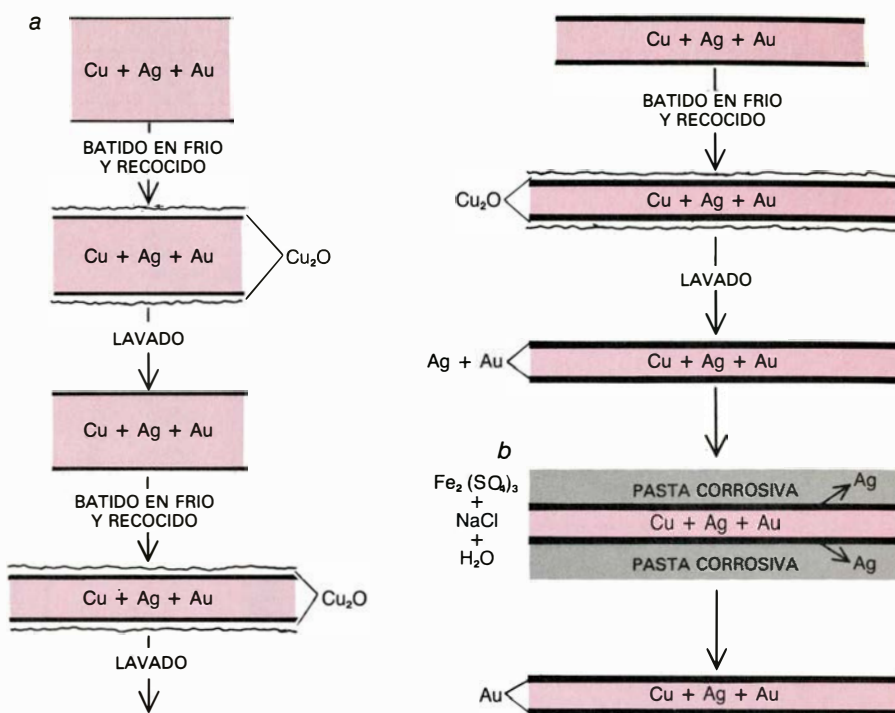 a
Cu + Ag + Au
BATIDO EN FRIO
Y RECOCIDO
Cu + Ag + Au
Cu₂O
LAVADO
Cu + Ag + Au
BATIDO EN FRIO
Y RECOCIDO
Cu + Ag + Au
Cu₂O
LAVADO
Cu + Ag + Au
BATIDO EN FRIO
Y RECOCIDO
Cu₂O
Cu + Ag + Au
LAVADO
Ag + Au
Cu + Ag + Au
b
Fe₂ (SO₄)₃
+
NaCl
+
H₂O
PASTA CORROSIVA
Ag
Cu + Ag + Au
PASTA CORROSIVA
Ag
Au
Cu + Ag + Au